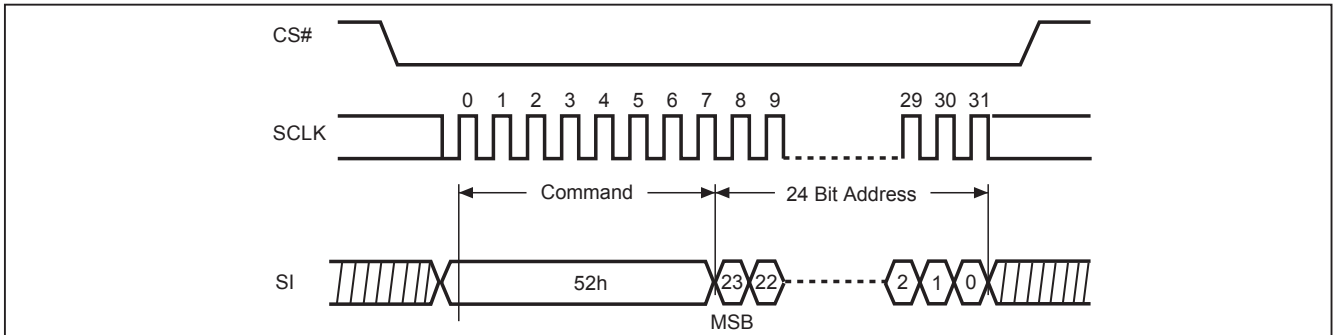 CS#
0 1 2 3 4 5 6 7 8 9 29 30 31
SCLK
Command 24 Bit Address
SI 52h 23 22 2 1 0
MSB